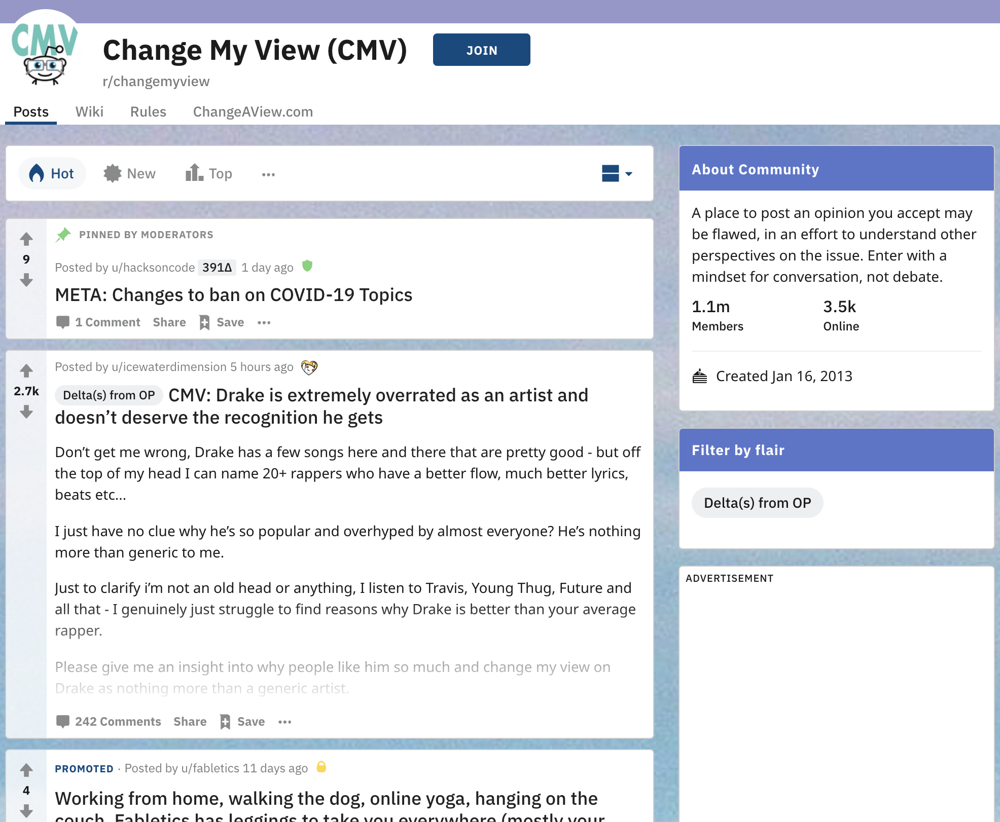 CMV
Change My View (CMV)
JOIN
r/changemyview
Posts Wiki Rules ChangeAView.com
Hot New Top ...
PINNED BY MODERATORS
9
Posted by u/hacksoncode 391Δ 1 day ago
META: Changes to ban on COVID-19 Topics
1 Comment Share Save ...
Posted by u/icewaterdimension 5 hours ago
2.7k
Delta(s) from OP CMV: Drake is extremely overrated as an artist and
doesn’t deserve the recognition he gets
Don’t get me wrong, Drake has a few songs here and there that are pretty good - but off
the top of my head I can name 20+ rappers who have a better flow, much better lyrics,
beats etc...
I just have no clue why he’s so popular and overhyped by almost everyone? He’s nothing
more than generic to me.
Just to clarify i’m not an old head or anything, I listen to Travis, Young Thug, Future and
all that - I genuinely just struggle to find reasons why Drake is better than your average
rapper.
Please give me an insight into why people like him so much and change my view on
Drake as nothing more than a generic artist.
242 Comments Share Save ...
PROMOTED · Posted by u/fabletics 11 days ago
4
Working from home, walking the dog, online yoga, hanging on the
couch, Fabletics has leggings to take you everywhere (mostly your
About Community
A place to post an opinion you accept may
be flawed, in an effort to understand other
perspectives on the issue. Enter with a
mindset for conversation, not debate.
1.1m 3.5k
Members Online
Created Jan 16, 2013
Filter by flair
Delta(s) from OP
ADVERTISEMENT